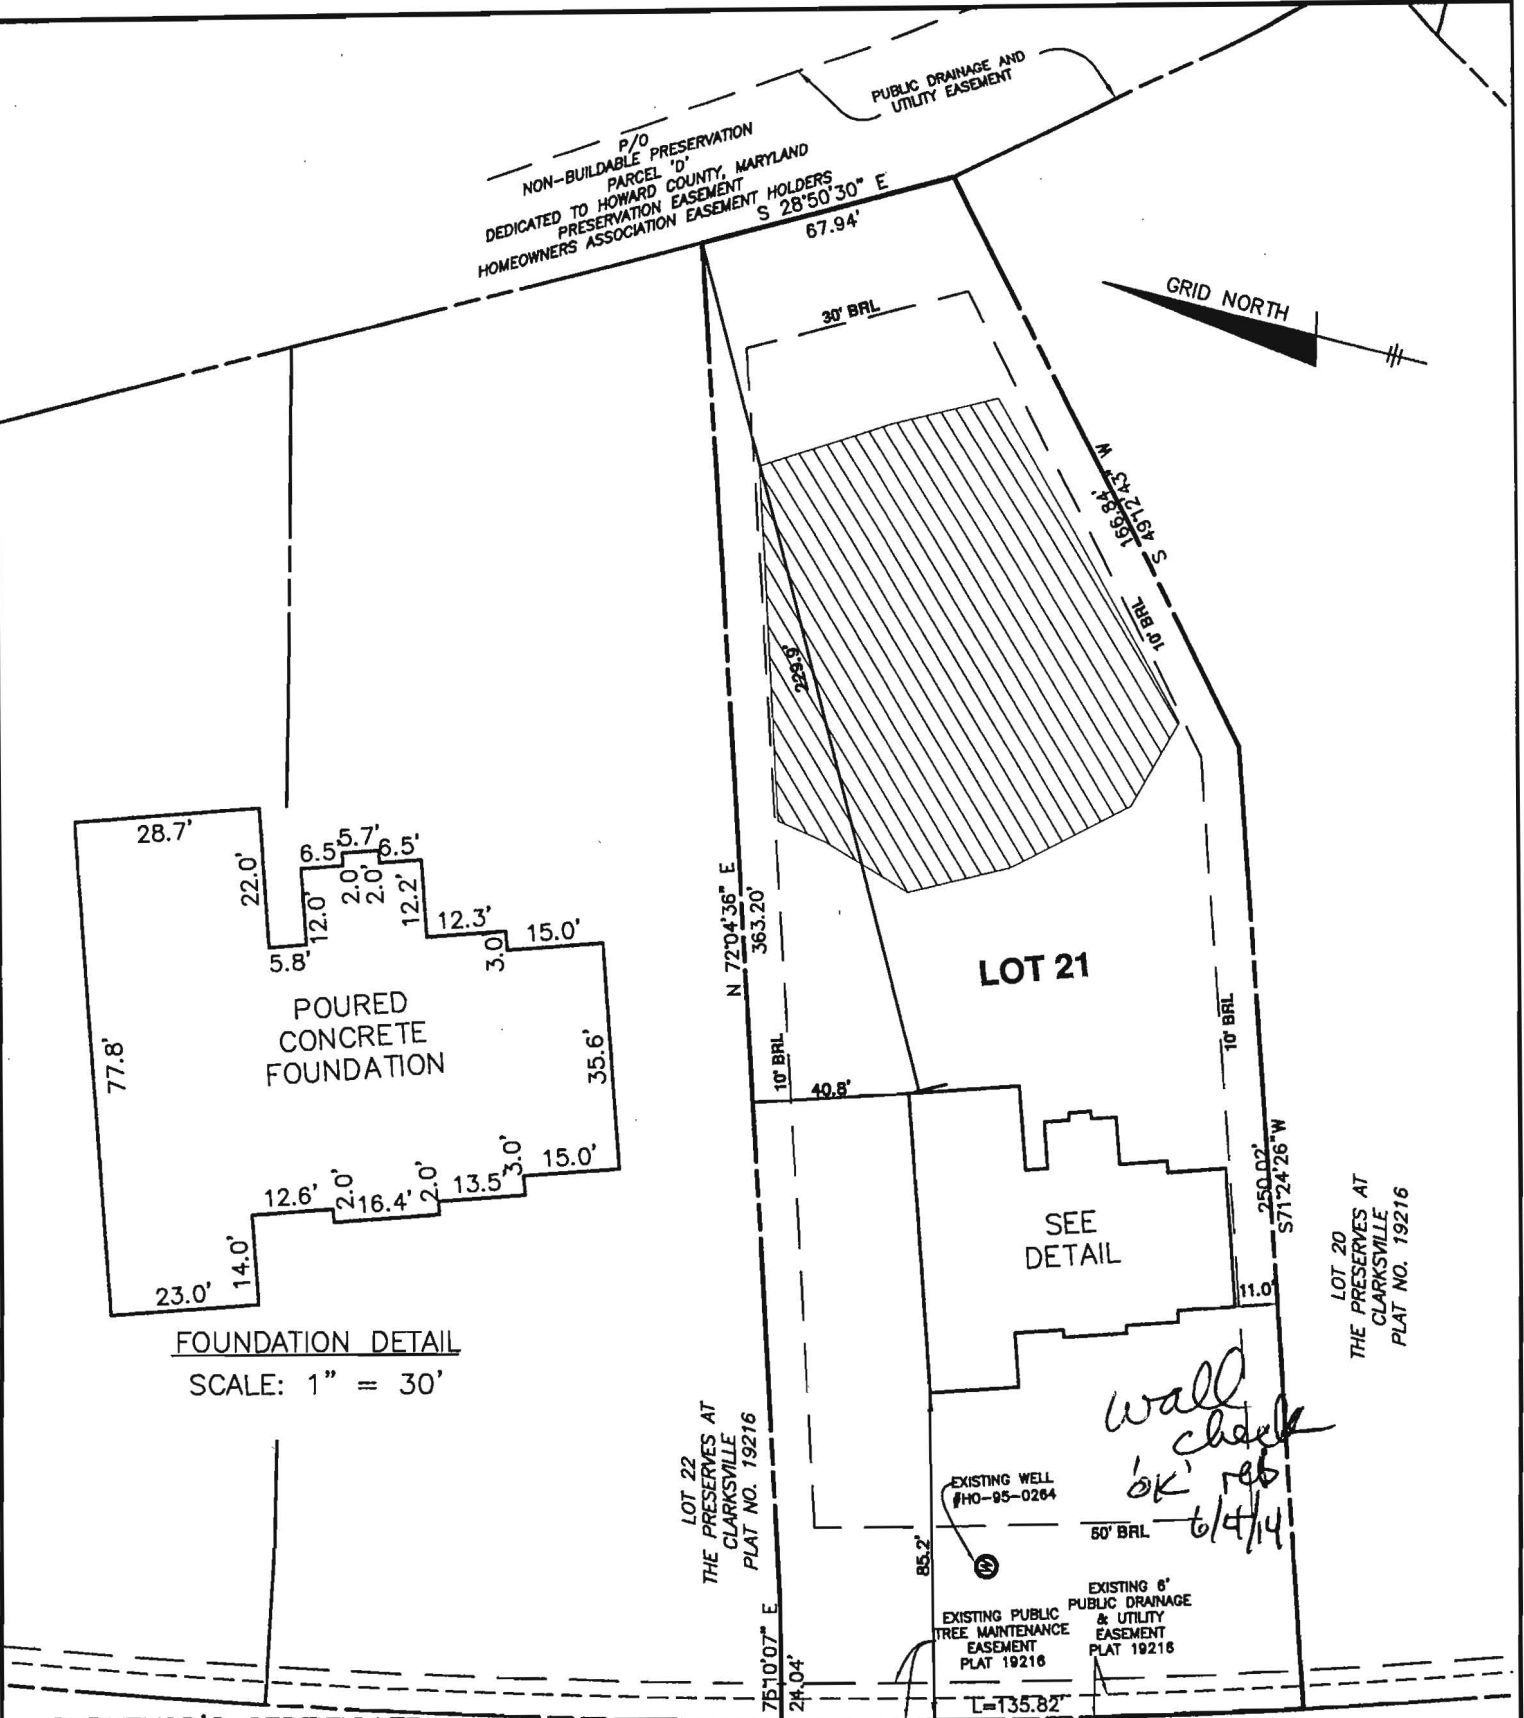 PUBLIC DRAINAGE AND
UTILITY EASEMENT
P/O
NON-BUILDABLE PRESERVATION
PARCEL 'D'
DEDICATED TO HOWARD COUNTY, MARYLAND
PRESERVATION EASEMENT
HOMEOWNERS ASSOCIATION EASEMENT HOLDERS
S 28°50'30" E
67.94'
GRID NORTH
30' BRL
166.84'
S 49°12'43" W
10' BRL
229.9'
N 72°04'36" E
363.20'
LOT 21
10' BRL
10' BRL
40.8'
28.7'
22.0'
6.5'
5.7'
6.5'
2.0'
2.0'
12.0'
12.2'
5.8'
12.3'
3.0'
15.0'
POURED
CONCRETE
FOUNDATION
77.8'
35.6'
12.6'
2.0'
16.4'
2.0'
13.5'
3.0'
15.0'
14.0'
23.0'
FOUNDATION DETAIL
SCALE: 1" = 30'
SEE
DETAIL
250.02'
S71°24'26"W
11.0'
LOT 20
THE PRESERVES AT
CLARKSVILLE
PLAT NO. 19216
LOT 22
THE PRESERVES AT
CLARKSVILLE
PLAT NO. 19216
wall
check
'OK'
6/4/14
EXISTING WELL
#HO-95-0264
W
50' BRL
85.2'
EXISTING PUBLIC
TREE MAINTENANCE
EASEMENT
PLAT 19216
EXISTING 6'
PUBLIC DRAINAGE
& UTILITY
EASEMENT
PLAT 19216
75°10'07" E
24.04'
L=135.82'